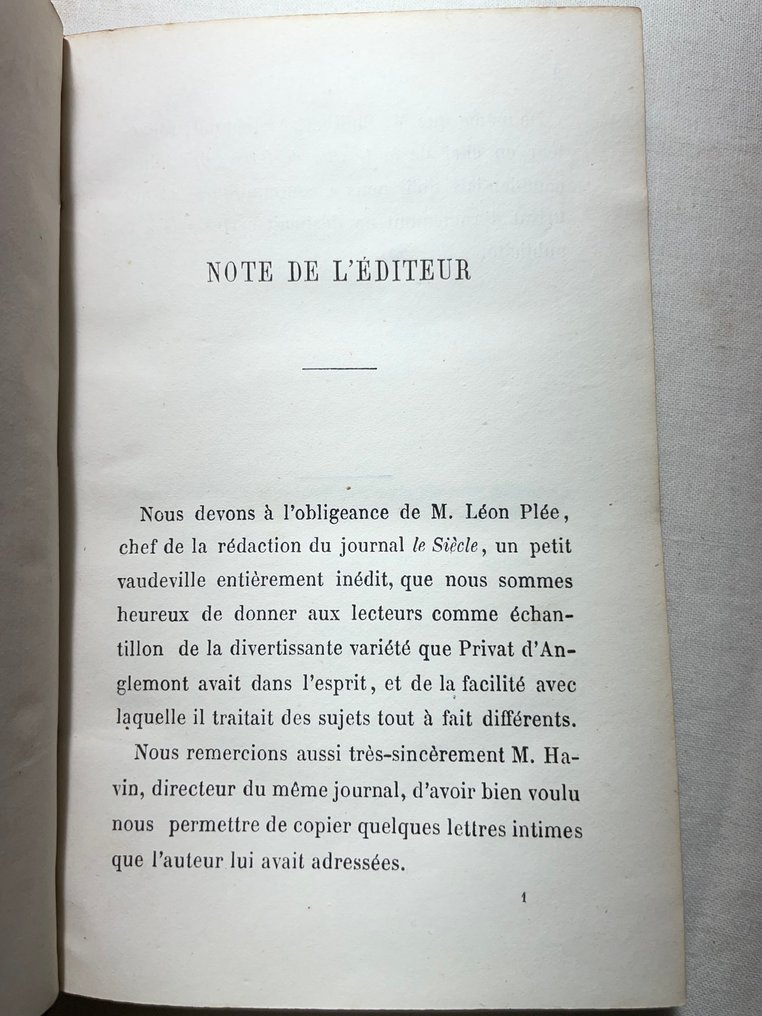 NOTE DE L'ÉDITEUR
Nous devons à l'obligeance de M. Léon Plée,
chef de la rédaction du journal le Siècle, un petit
vaudeville entièrement inédit, que nous sommes
heureux de donner aux lecteurs comme échan-
tillon de la divertissante variété que Privat d'An-
glemont avait dans l'esprit, et de la facilité avec
laquelle il traitait des sujets tout à fait différents.
Nous remercions aussi très-sincèrement M. Ha-
vin, directeur du même journal, d'avoir bien voulu
nous permettre de copier quelques lettres intimes
que l'auteur lui avait adressées.
1